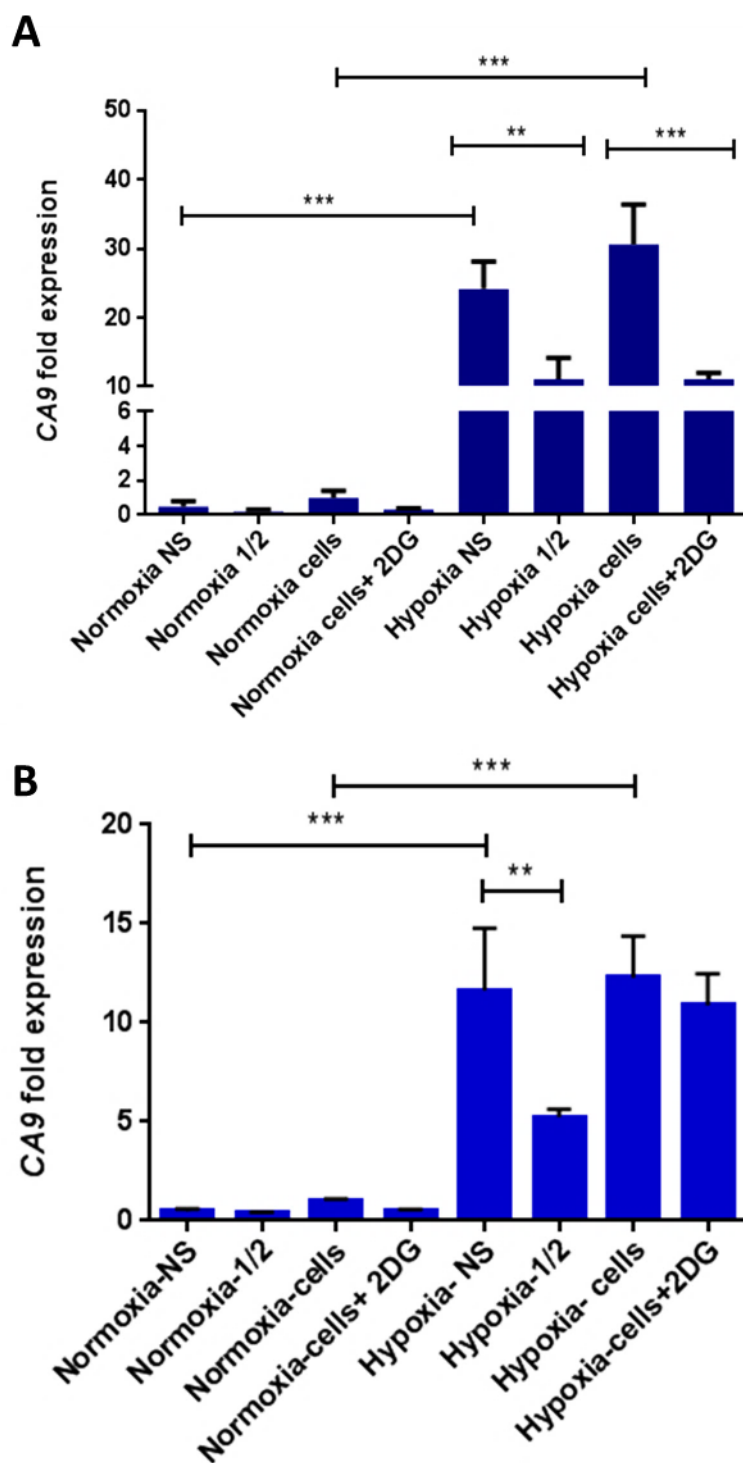 A
***
50
**
***
40
***
30
20
10
6
4
2
0
CA9 fold expression
Normoxia NS
Normoxia 1/2
Normoxia cells
Normoxia cells+ 2DG
Hypoxia NS
Hypoxia 1/2
Hypoxia cells
Hypoxia cells+2DG
B
***
***
20
**
15
10
5
0
CA9 fold expression
Normoxia-NS
Normoxia-1/2
Normoxia-cells
Normoxia-cells+ 2DG
Hypoxia- NS
Hypoxia-1/2
Hypoxia- cells
Hypoxia-cells+2DG